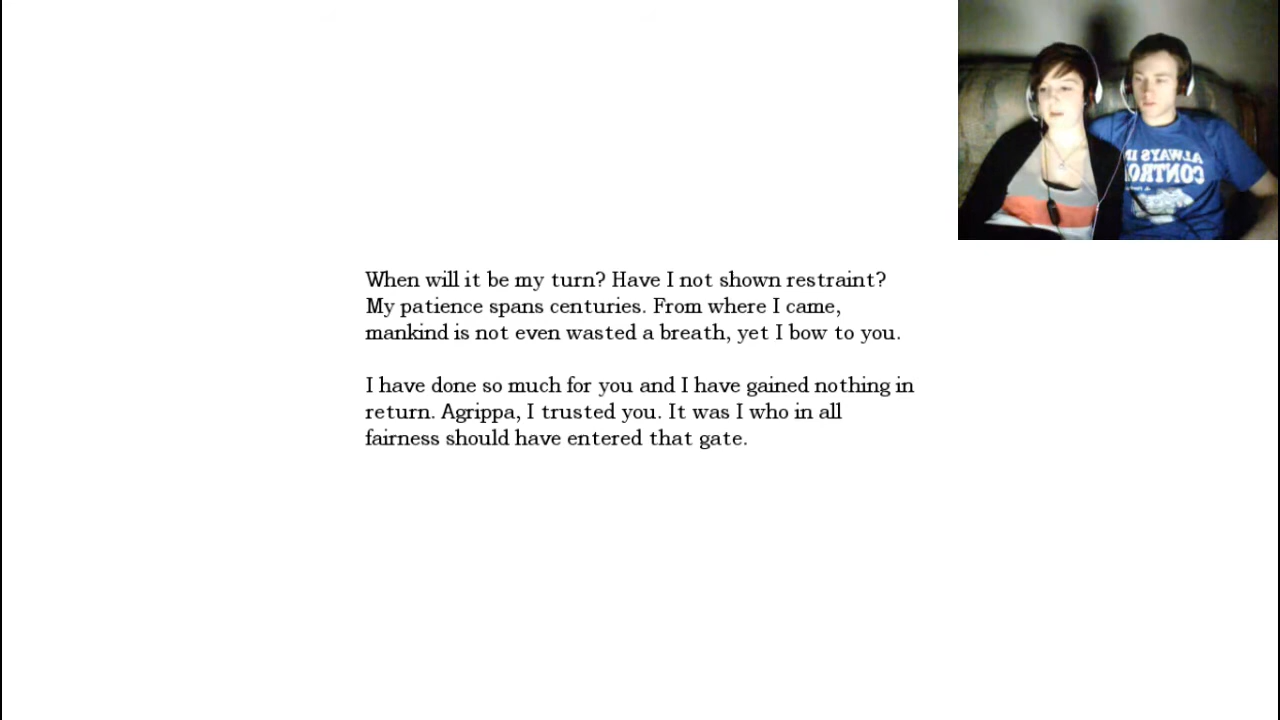 ALWAYS IN
CONTROL
When will it be my turn? Have I not shown restraint?
My patience spans centuries. From where I came,
mankind is not even wasted a breath, yet I bow to you.
I have done so much for you and I have gained nothing in
return. Agrippa, I trusted you. It was I who in all
fairness should have entered that gate.